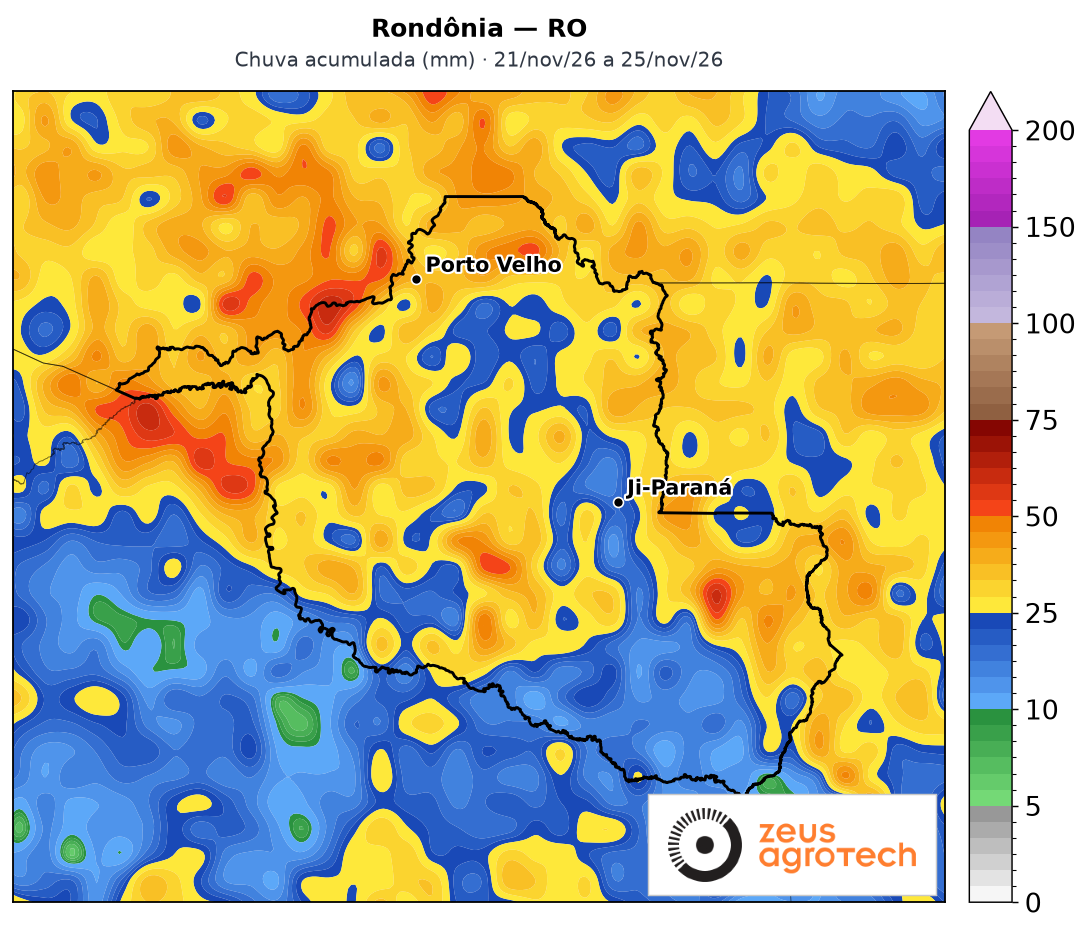 Rondônia — RO
Chuva acumulada (mm) · 21/nov/26 a 25/nov/26
200
150
100
75
50
25
10
5
0
Porto Velho
Ji-Paraná
zeus
agrotech